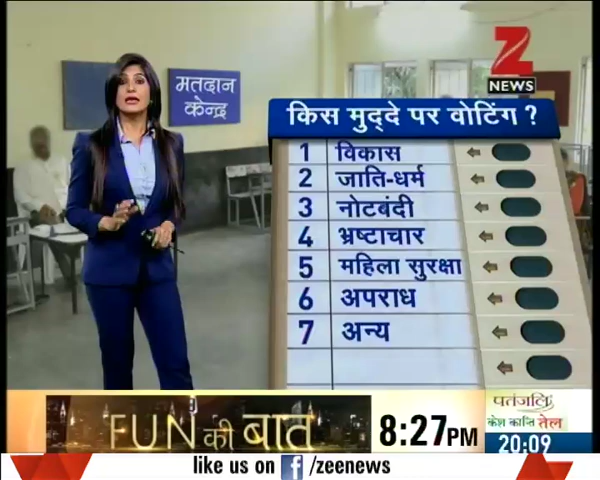 Z
NEWS
मतदान
केन्द्र
किस मुद्दे पर वोटिंग ?
1 विकास
2 जाति-धर्म
3 नोटबंदी
4 भ्रष्टाचार
5 महिला सुरक्षा
6 अपराध
7 अन्य
FUN की बात
8:27PM
पतंजलि
केश कान्ति तेल
20:09
like us on f/zeenews